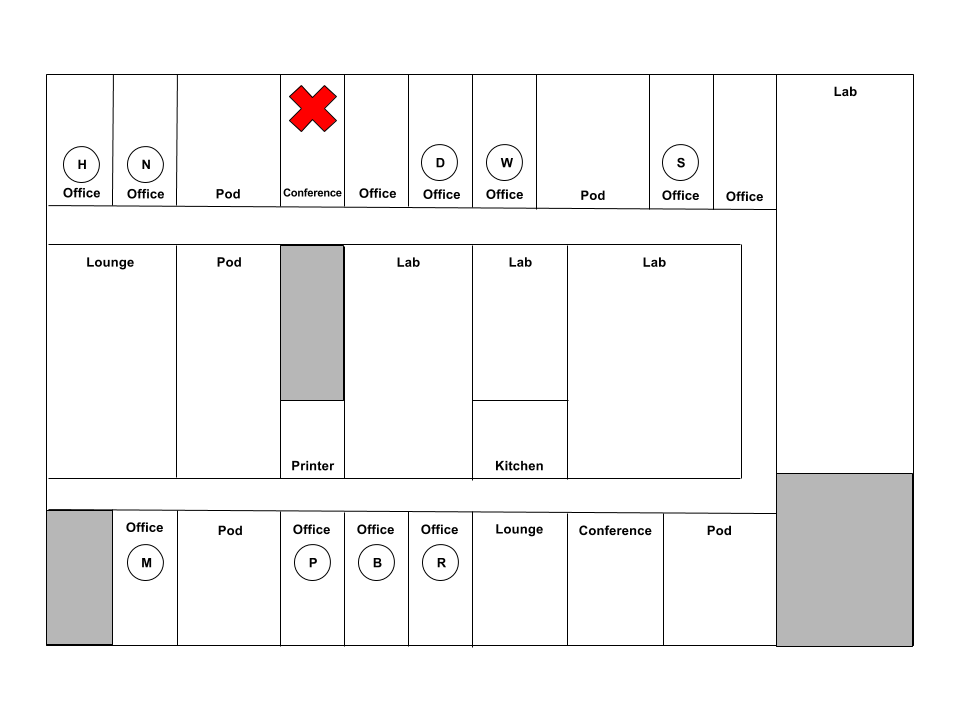 Lab
H
N
D
W
S
Office
Office
Pod
Conference
Office
Office
Office
Pod
Office
Office
Lounge
Pod
Lab
Lab
Lab
Printer
Kitchen
Office
Pod
Office
Office
Office
Lounge
Conference
Pod
M
P
B
R